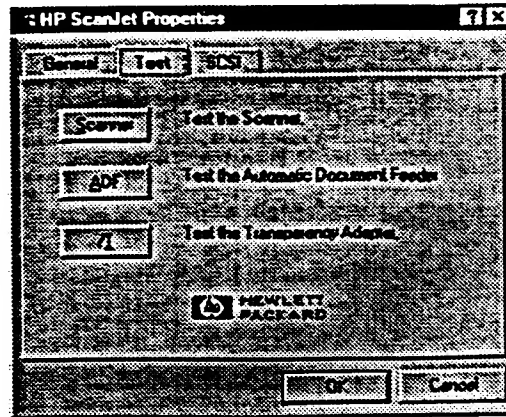 HP ScanJet Properties
General Test SCSI
Scanner Test the Scanner.
ADF Test the Automatic Document Feeder
Test the Transparency Adapter.
hp HEWLETT
PACKARD
OK Cancel